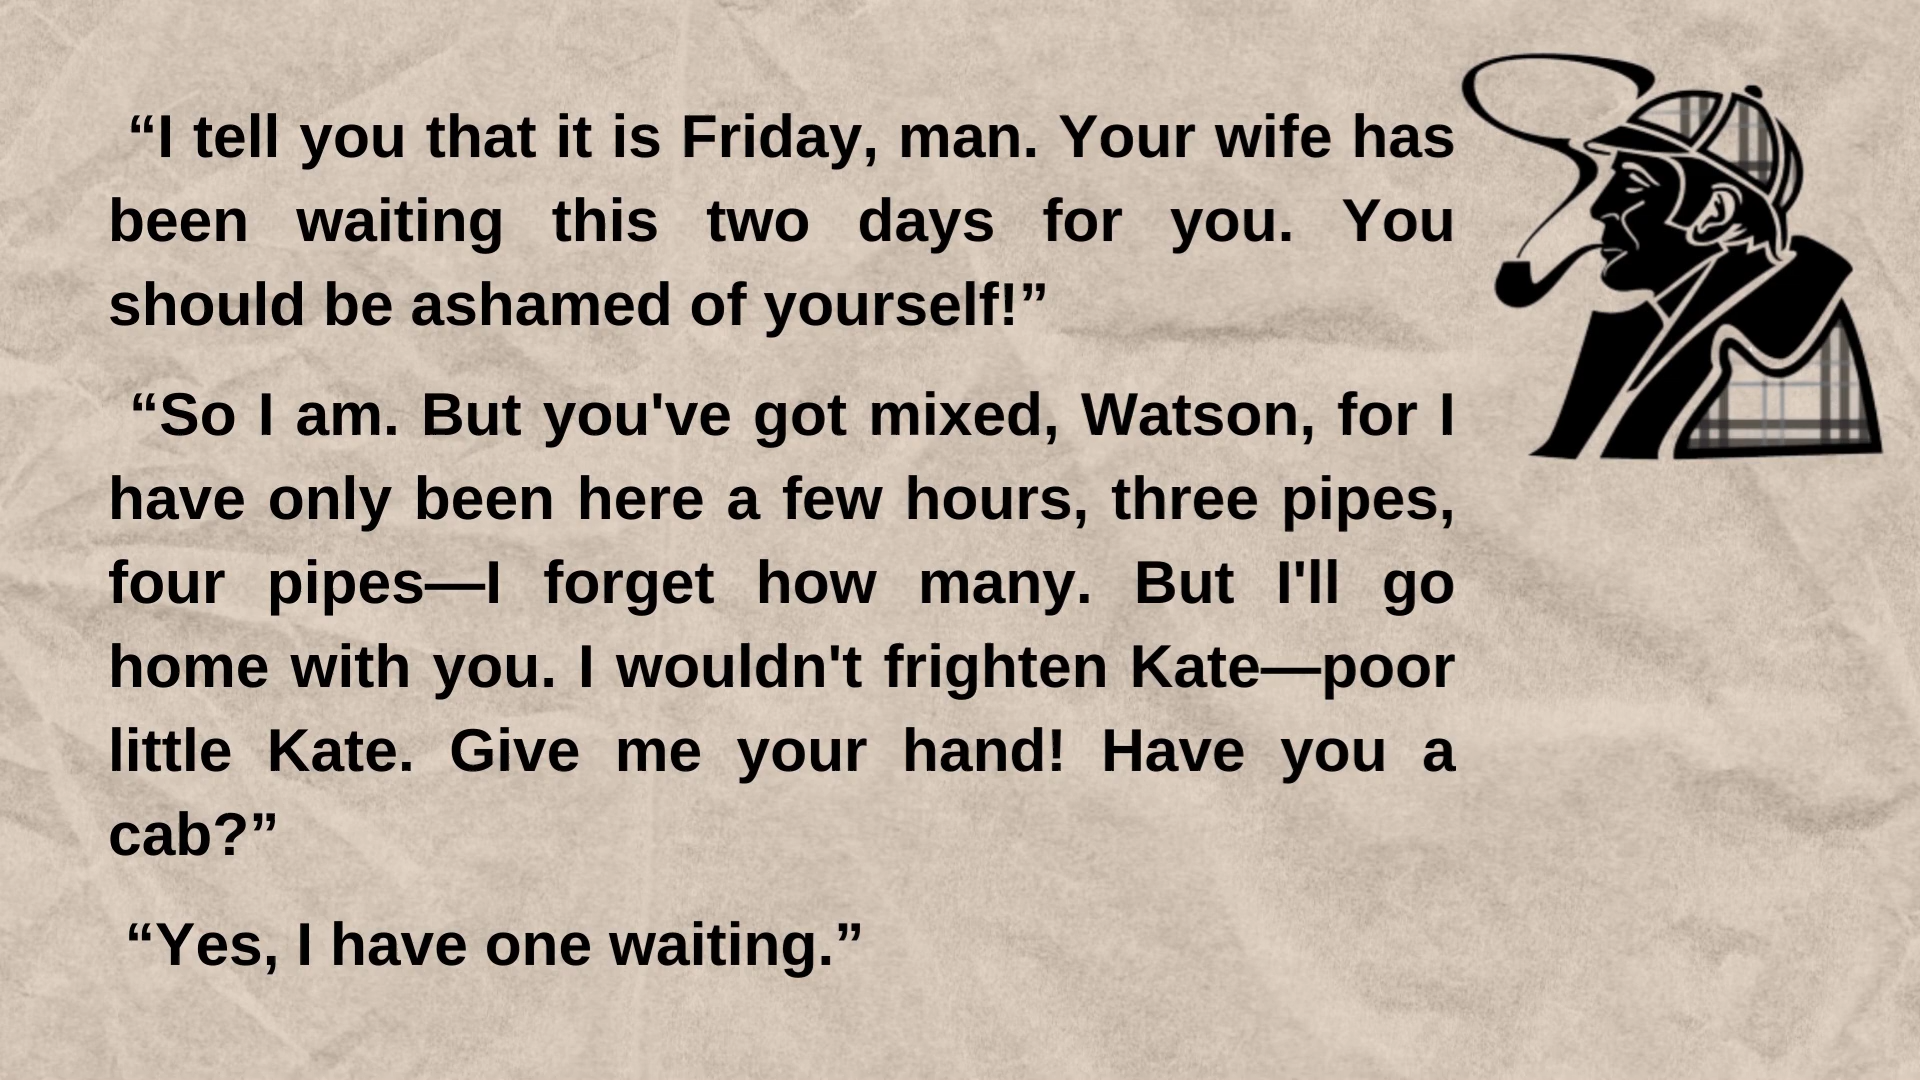 “I tell you that it is Friday, man. Your wife has
been waiting this two days for you. You
should be ashamed of yourself!”
“So I am. But you've got mixed, Watson, for I
have only been here a few hours, three pipes,
four pipes—I forget how many. But I'll go
home with you. I wouldn't frighten Kate—poor
little Kate. Give me your hand! Have you a
cab?”
“Yes, I have one waiting.”